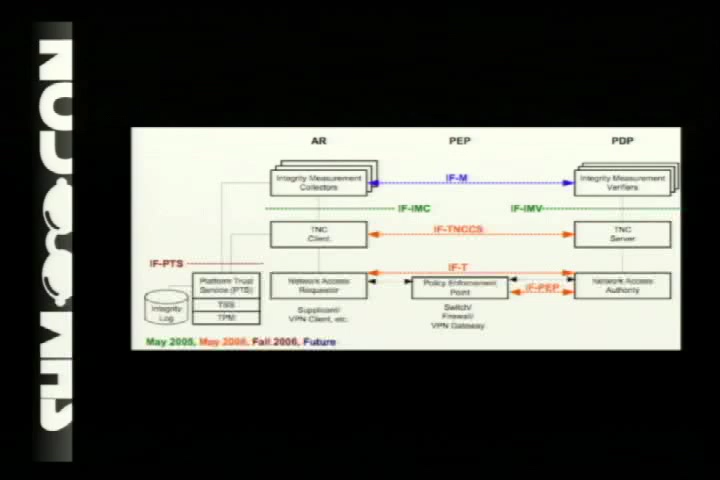 SHMOOCON
AR PEP PDP
Integrity Measurement
Collectors
IF-M
Integrity Measurement
Verifiers
IF-IMC
IF-IMV
TNC
Client
IF-TNCCS
TNC
Server
IF-PTS
IF-T
Platform Trust
Service (PTS)
TSS
TPM
Integrity
Log
Network Access
Requestor
Supplicant/
VPN Client, etc.
Policy Enforcement
Point
Switch/
Firewall/
VPN Gateway
IF-PEP
Network Access
Authority
May 2005, May 2006, Fall 2006, Future